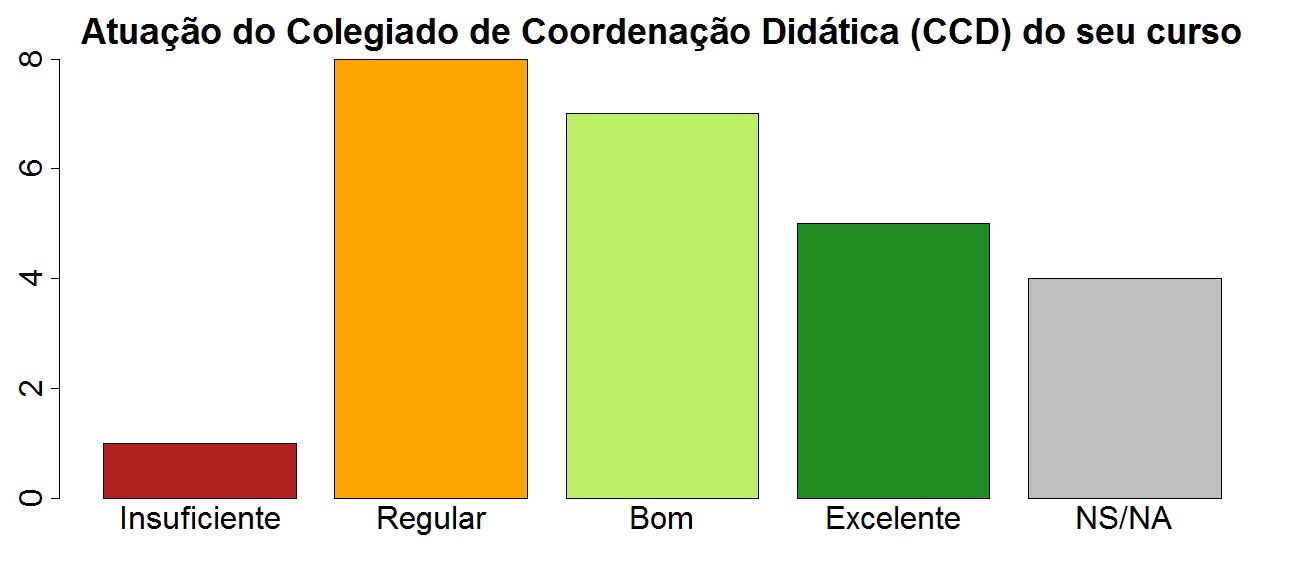 Atuação do Colegiado de Coordenação Didática (CCD) do seu curso
8
6
4
2
0
Insuficiente Regular Bom Excelente NS/NA